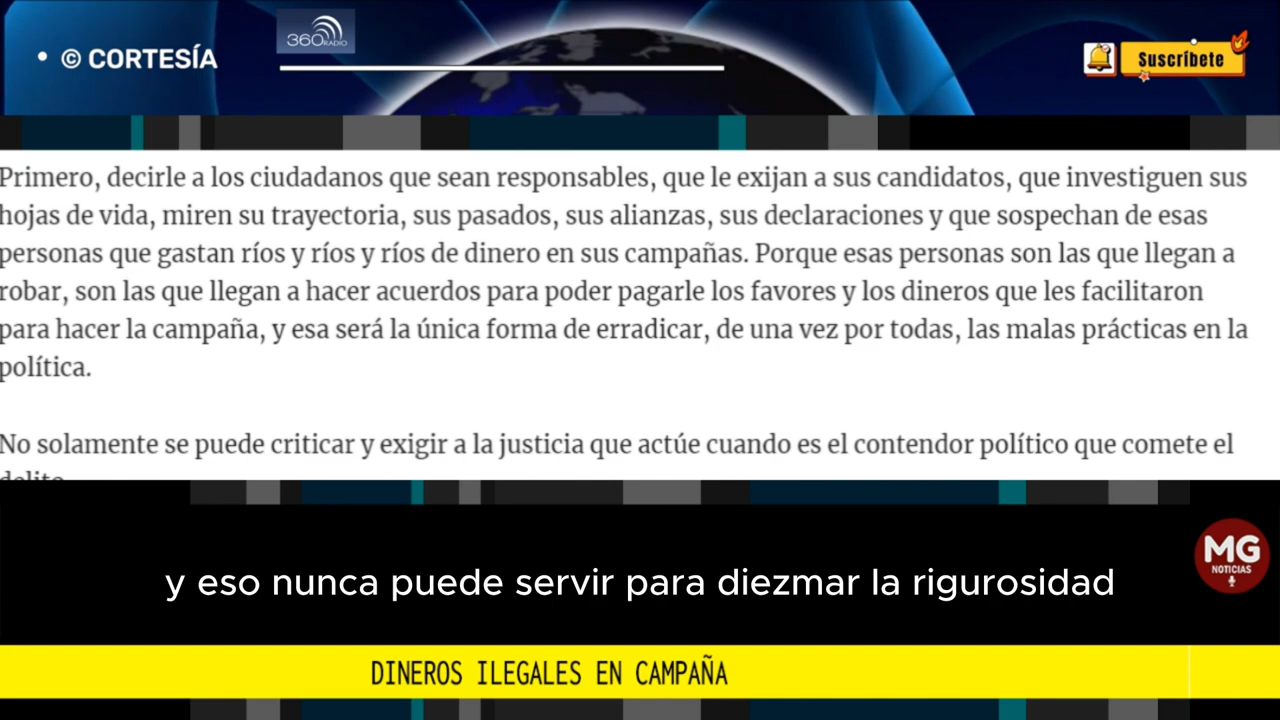 • © CORTESÍA
360RADIO
Suscríbete
Primero, decirle a los ciudadanos que sean responsables, que le exijan a sus candidatos, que investiguen sus
hojas de vida, miren su trayectoria, sus pasados, sus alianzas, sus declaraciones y que sospechan de esas
personas que gastan ríos y ríos y ríos de dinero en sus campañas. Porque esas personas son las que llegan a
robar, son las que llegan a hacer acuerdos para poder pagarle los favores y los dineros que les facilitaron
para hacer la campaña, y esa será la única forma de erradicar, de una vez por todas, las malas prácticas en la
política.
No solamente se puede criticar y exigir a la justicia que actúe cuando es el contendor político que comete el
delito
MG
NOTICIAS
y eso nunca puede servir para diezmar la rigurosidad
DINEROS ILEGALES EN CAMPAÑA